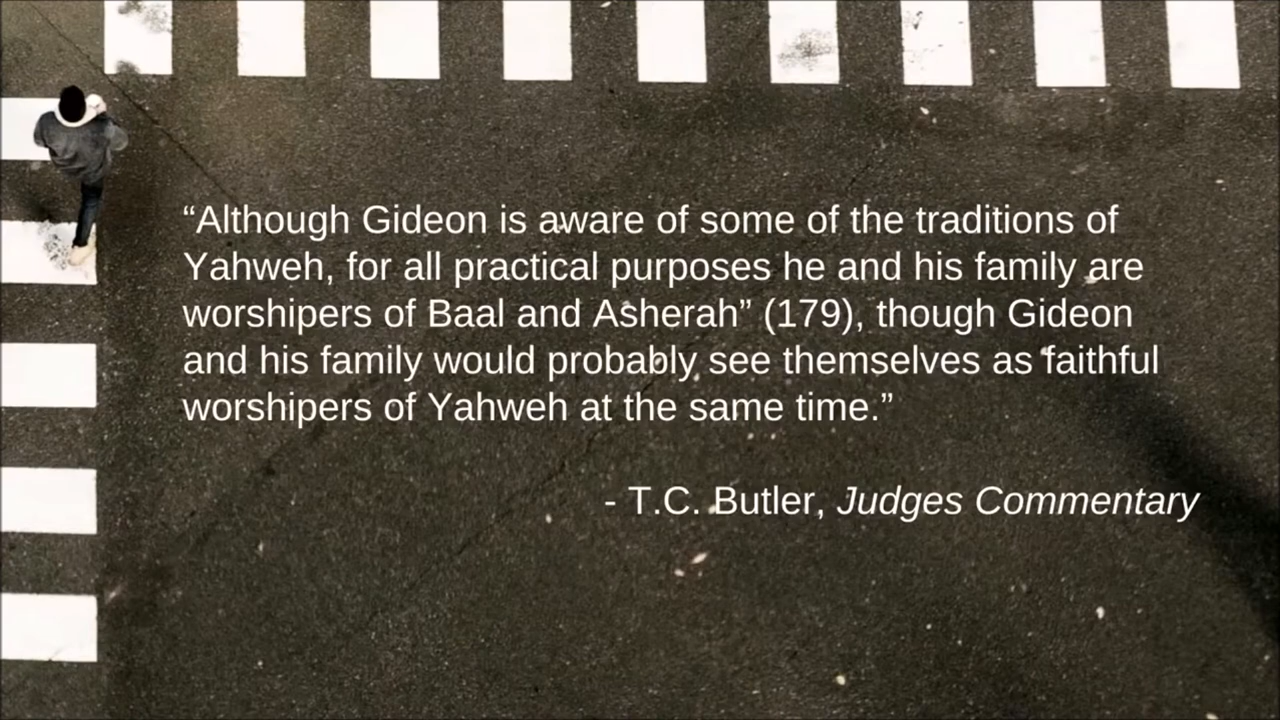 “Although Gideon is aware of some of the traditions of
Yahweh, for all practical purposes he and his family are
worshipers of Baal and Asherah” (179), though Gideon
and his family would probably see themselves as faithful
worshipers of Yahweh at the same time.”
- T.C. Butler, Judges Commentary